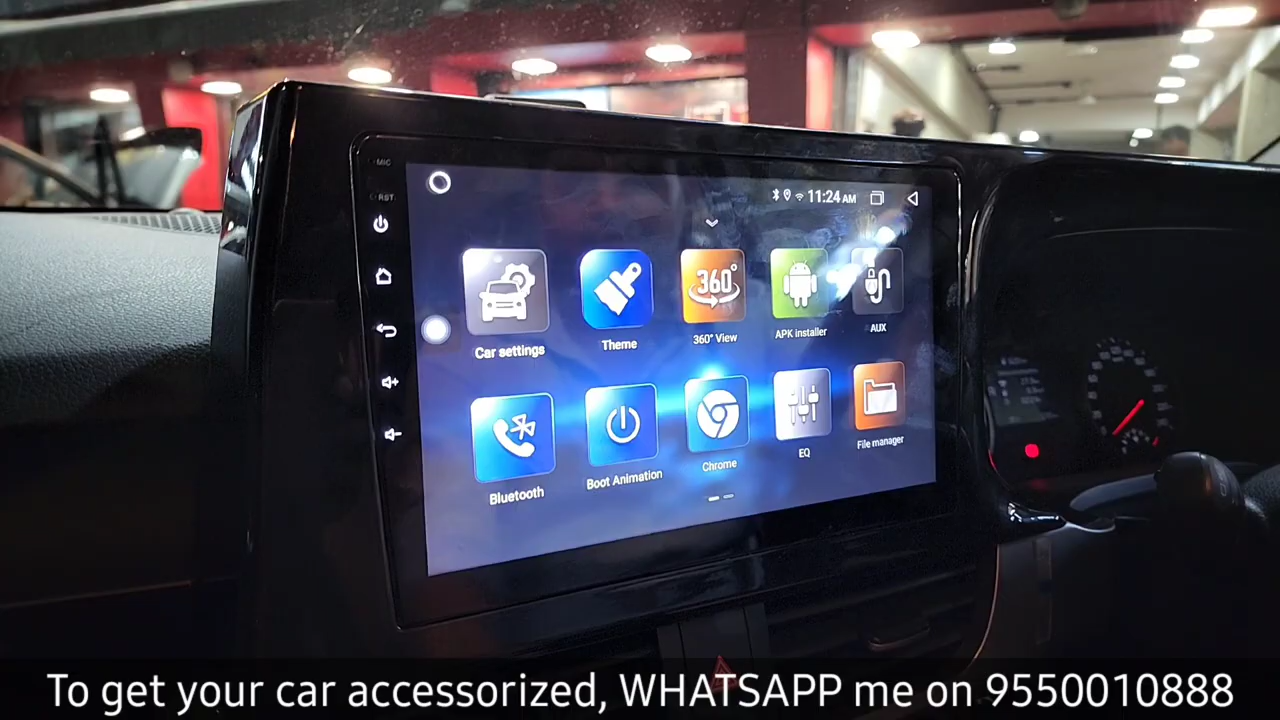 MIC
RST
11:24 AM
Car settings
Theme
360°
360° View
APK installer
AUX
Bluetooth
Boot Animation
Chrome
EQ
File manager
To get your car accessorized, WHATSAPP me on 9550010888